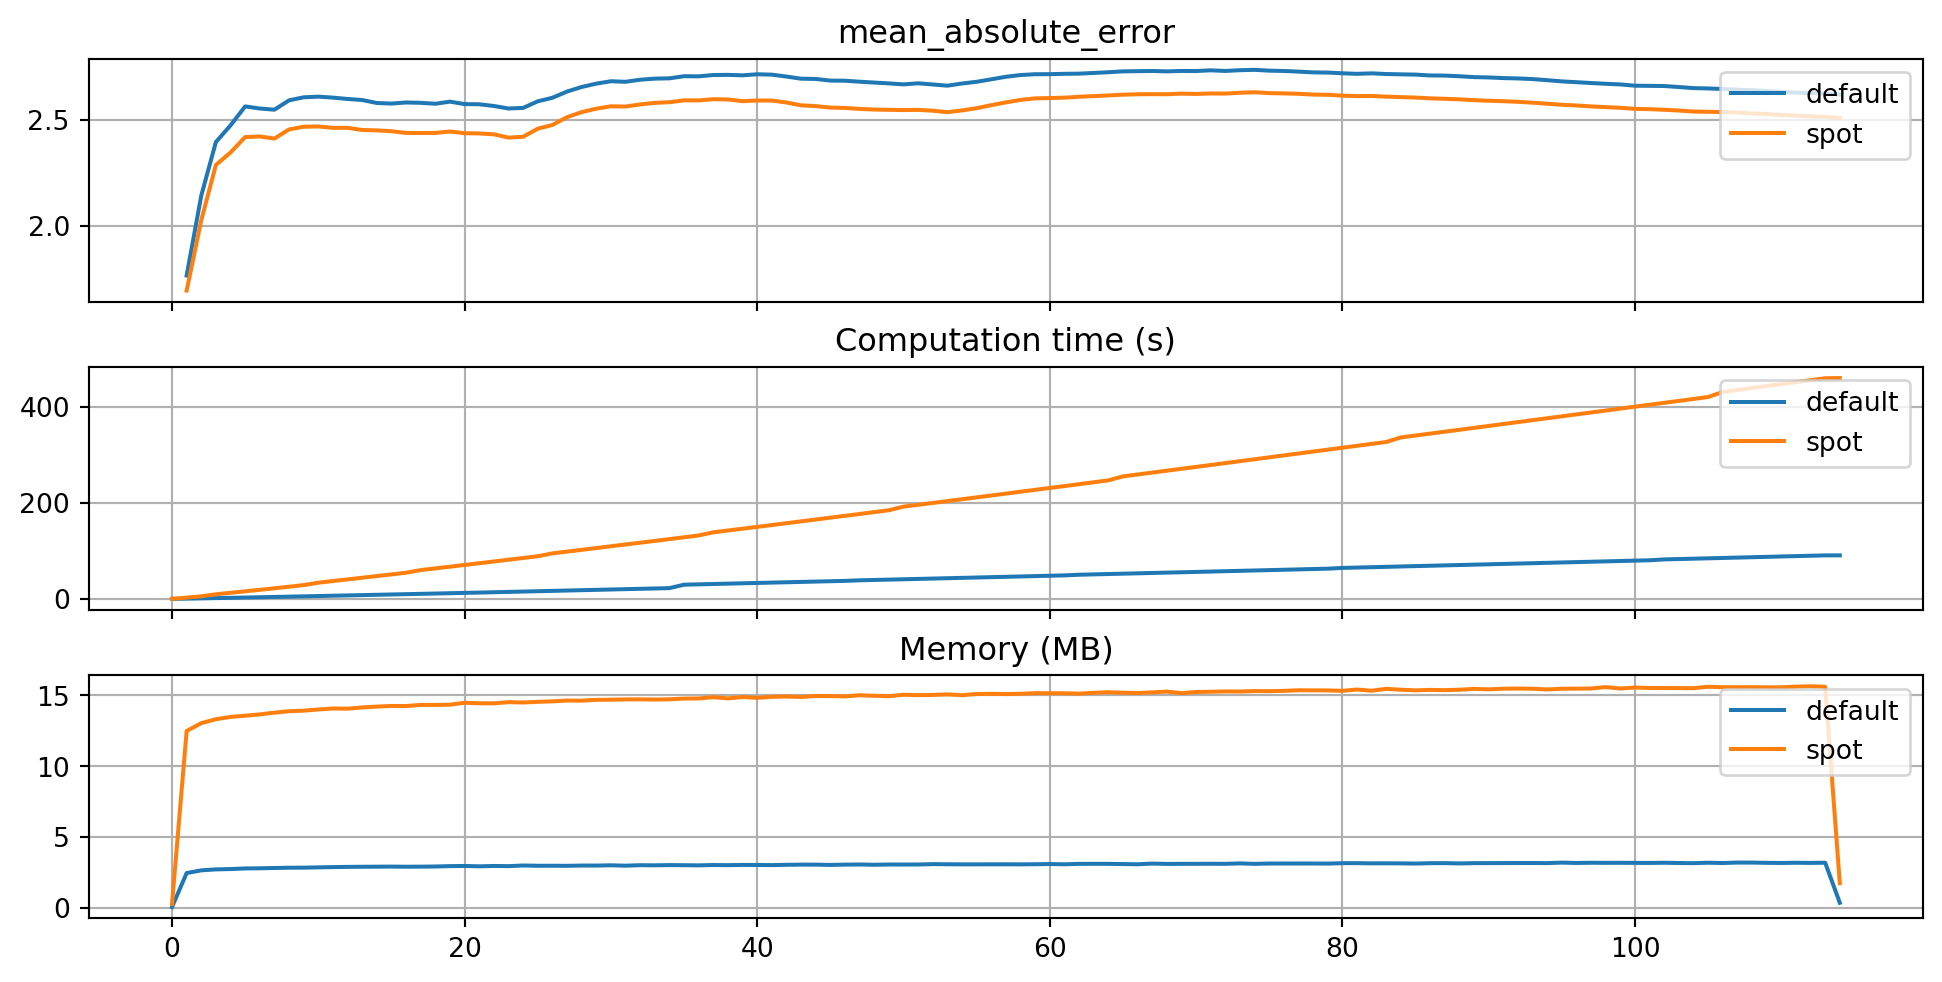 mean_absolute_error
2.5
2.0
default
spot
Computation time (s)
400
200
0
default
spot
Memory (MB)
15
10
5
0
default
spot
0 20 40 60 80 100